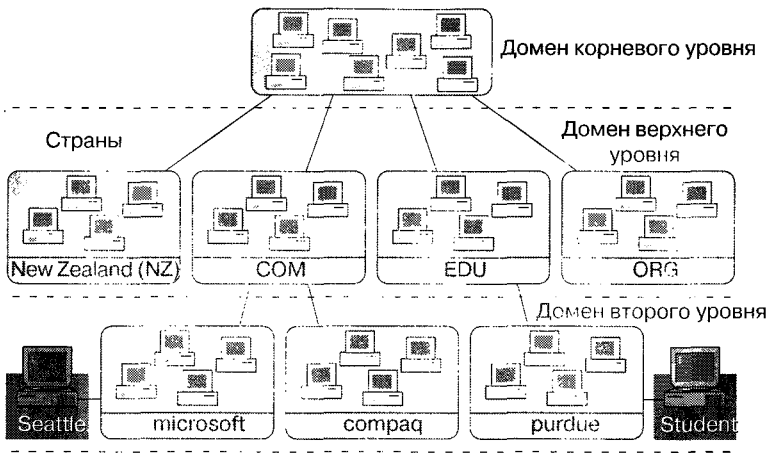 Домен корневого уровня
Страны
Домен верхнего
уровня
New Zealand (NZ)
COM
EDU
ORG
Домен второго уровня
Seattle
microsoft
compaq
purdue
Student